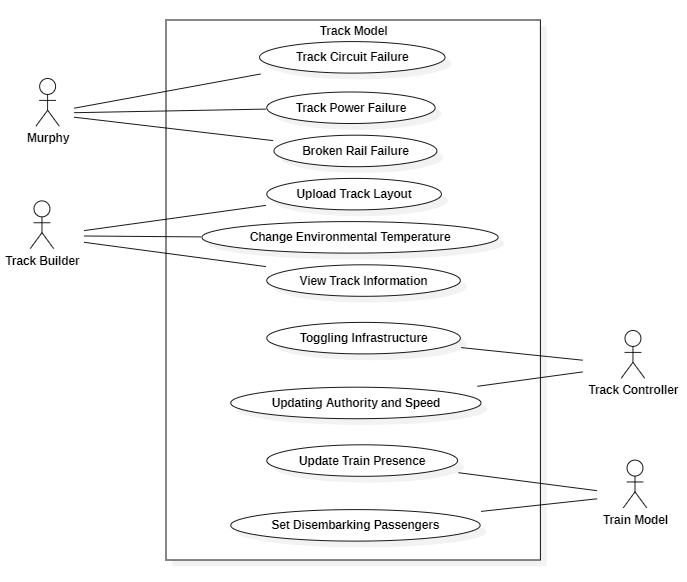 Track Model
Track Circuit Failure
Track Power Failure
Murphy
Broken Rail Failure
Upload Track Layout
Change Environmental Temperature
Track Builder
View Track Information
Toggling Infrastructure
Track Controller
Updating Authority and Speed
Update Train Presence
Train Model
Set Disembarking Passengers